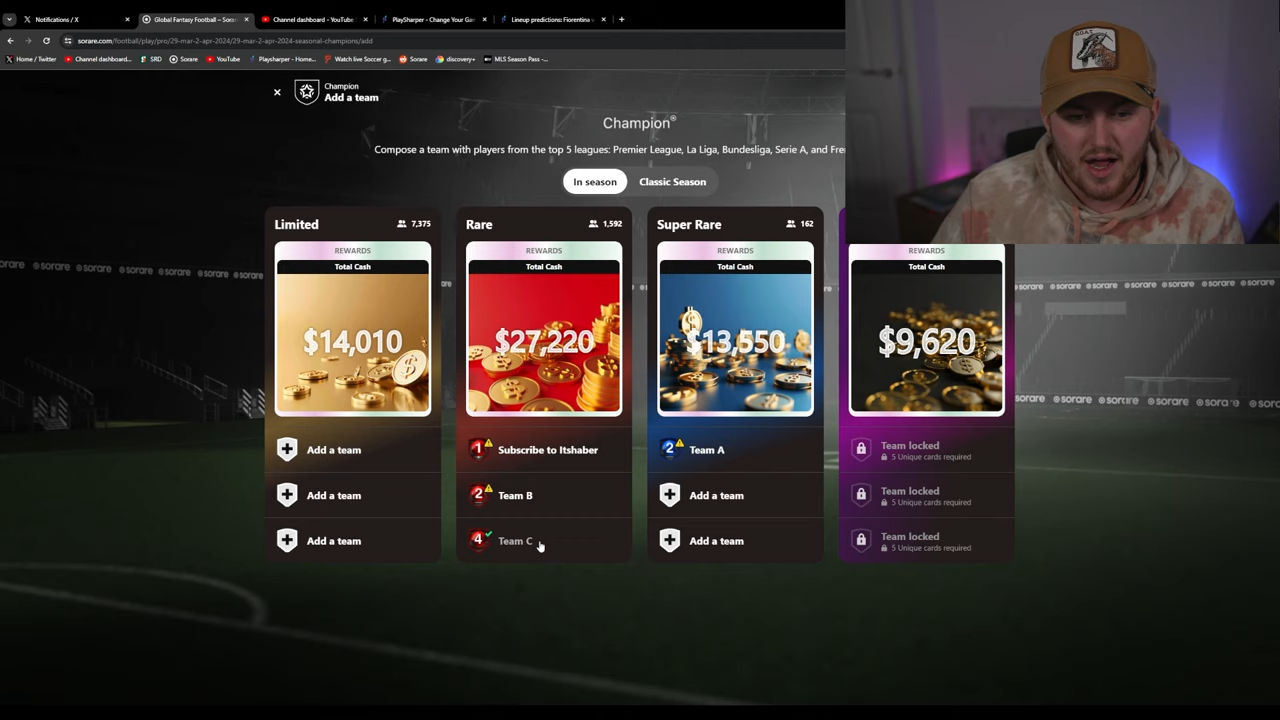 Notifications / X
Global Fantasy Football – Sorare
Channel dashboard - YouTube
PlaySharper - Change Your Gam
Lineup predictions: Fiorentina v
sorare.com/football/play/pro/29-mar-2-apr-2024/29-mar-2-apr-2024-seasonal-champions/add
Home / Twitter
Channel dashboard...
SRD
Sorare
YouTube
Playsharper - Home...
Watch live Soccer g...
Sorare
discovery+
MLS Season Pass -...
Champion
Add a team
Champion®
Compose a team with players from the top 5 leagues: Premier League, La Liga, Bundesliga, Serie A, and Fre
In season
Classic Season
Limited
7,375
REWARDS
Total Cash
$14,010
Add a team
Add a team
Add a team
Rare
1,592
REWARDS
Total Cash
$27,220
1
Subscribe to Itshaber
2
Team B
4
Team C
Super Rare
162
REWARDS
Total Cash
$13,550
2
Team A
Add a team
Add a team
REWARDS
Total Cash
$9,620
Team locked
5 Unique cards required
Team locked
5 Unique cards required
Team locked
5 Unique cards required